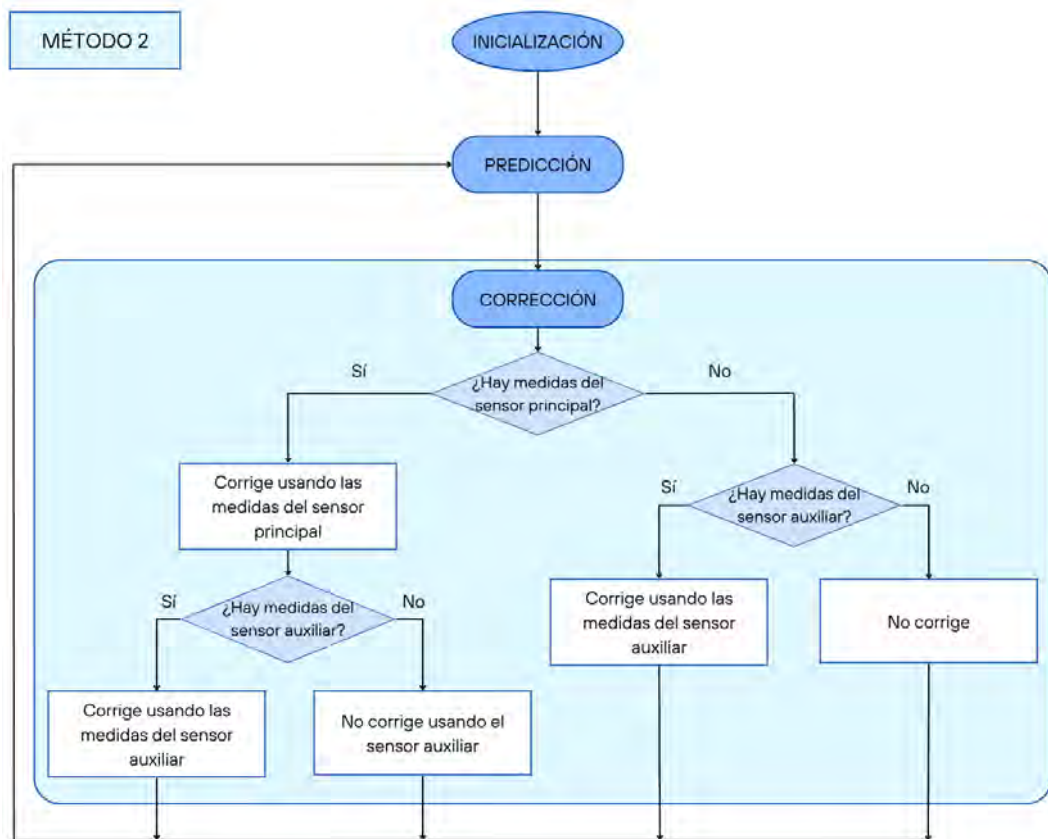 MÉTODO 2
INICIALIZACIÓN
PREDICCIÓN
CORRECCIÓN
Sí
¿Hay medidas del
sensor principal?
No
Corrige usando las
medidas del sensor
principal
Sí
¿Hay medidas del
sensor auxiliar?
No
Sí
¿Hay medidas del
sensor auxiliar?
No
Corrige usando las
medidas del sensor
auxiliar
No corrige
Corrige usando las
medidas del sensor
auxiliar
No corrige usando el
sensor auxiliar